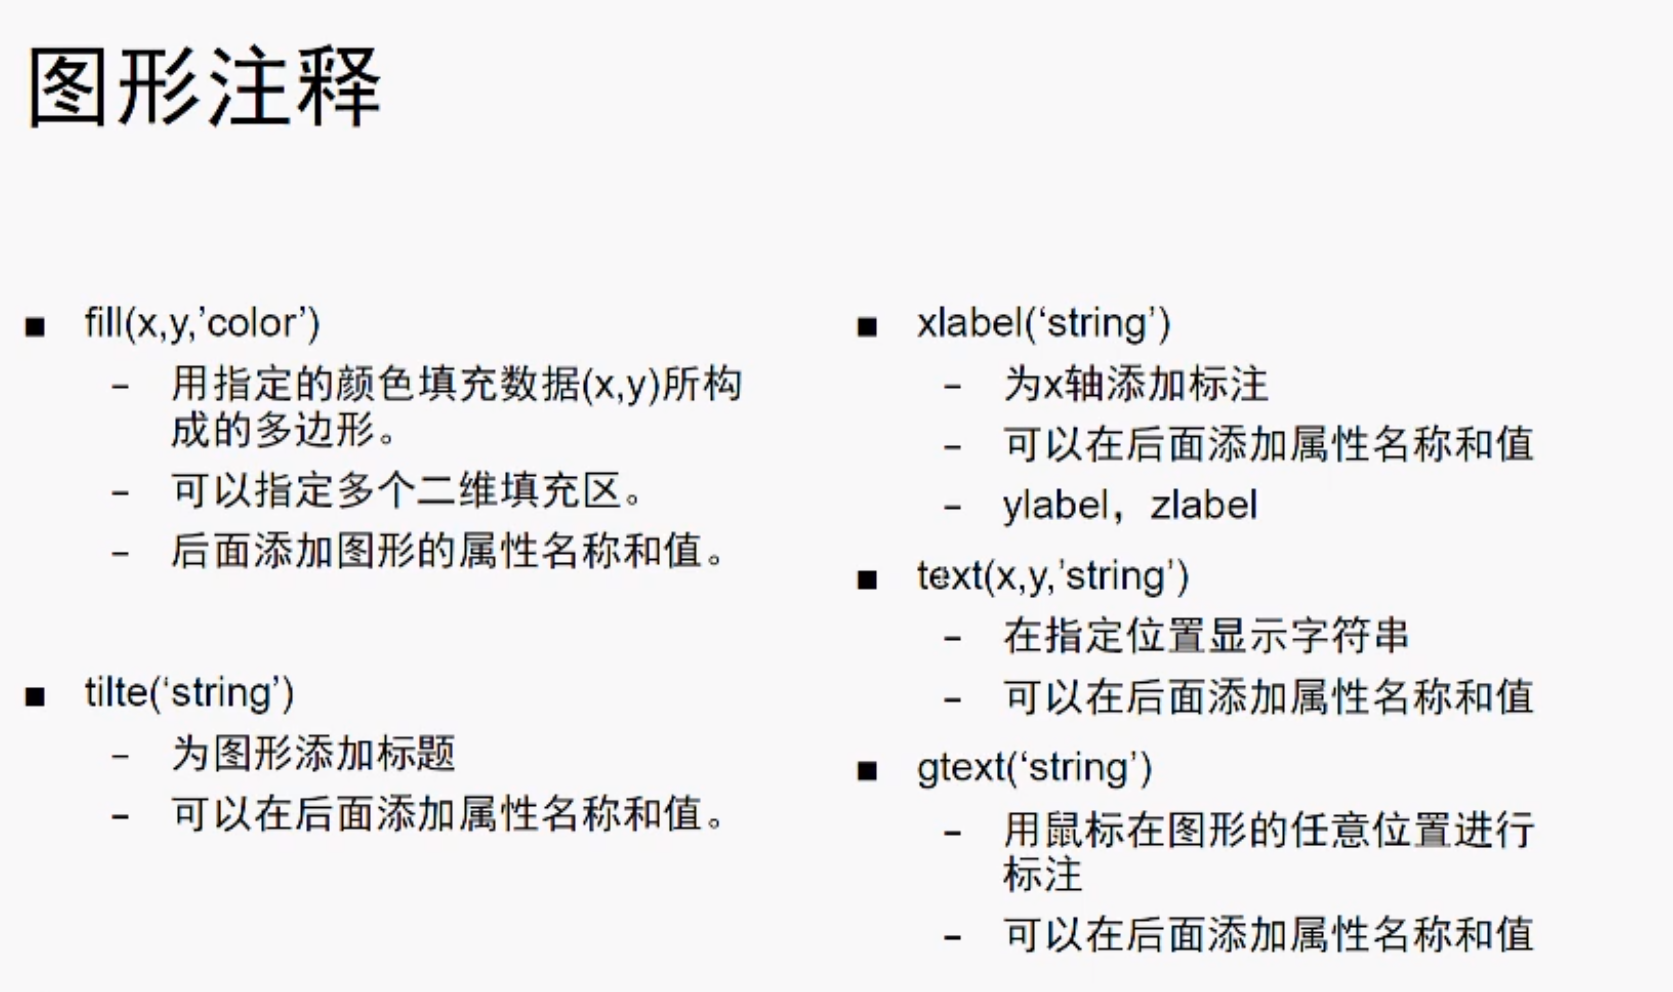 图形注释
■ fill(x,y,’color’)
– 用指定的颜色填充数据(x,y)所构
成的多边形。
– 可以指定多个二维填充区。
– 后面添加图形的属性名称和值。
■ tilte(‘string’)
– 为图形添加标题
– 可以在后面添加属性名称和值。
■ xlabel(‘string’)
– 为x轴添加标注
– 可以在后面添加属性名称和值
– ylabel，zlabel
■ text(x,y,’string’)
– 在指定位置显示字符串
– 可以在后面添加属性名称和值
■ gtext(‘string’)
– 用鼠标在图形的任意位置进行
标注
– 可以在后面添加属性名称和值